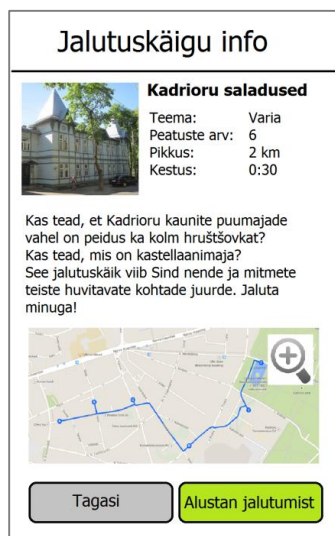 Jalutuskäigu info
Kadrioru saladused
Teema: Varia
Peatuste arv: 6
Pikkus: 2 km
Kestus: 0:30
Kas tead, et Kadrioru kaunite puumajade
vahel on peidus ka kolm hruštšovkat?
Kas tead, mis on kastellaanimaja?
See jalutuskäik viib Sind nende ja mitmete
teiste huvitavate kohtade juurde. Jaluta
minuga!
Tagasi
Alustan jalutumist